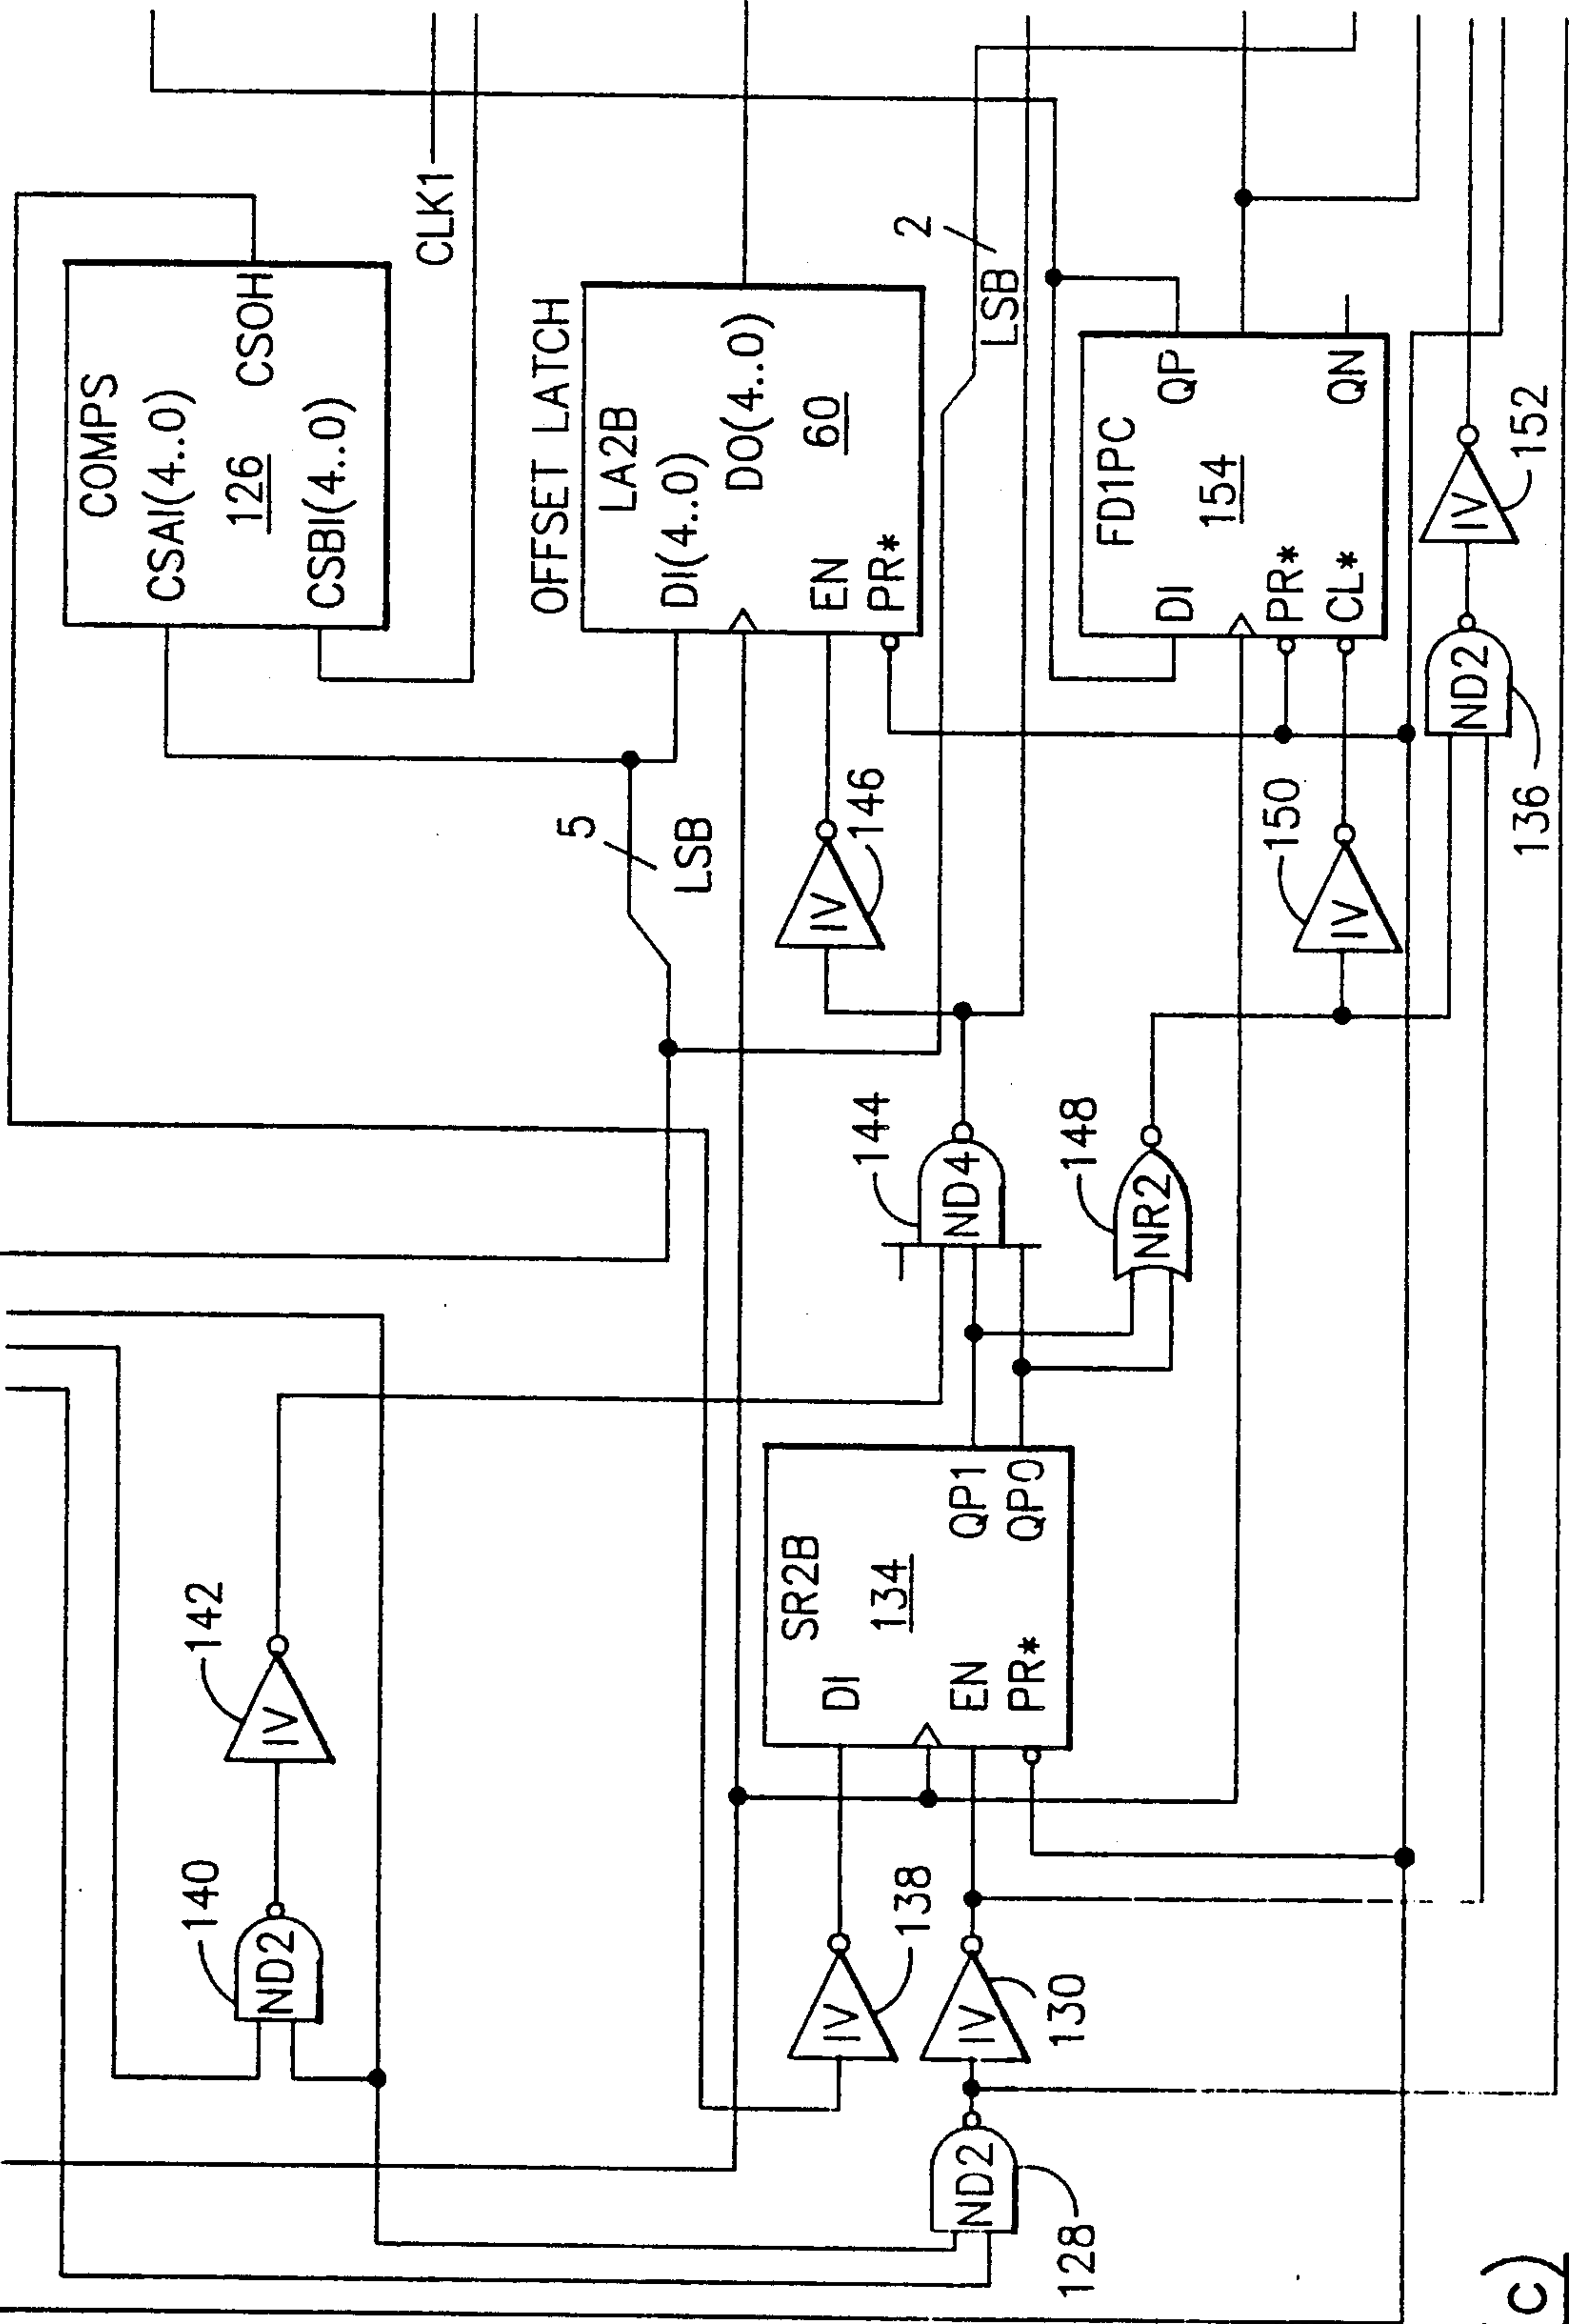 COMPS
CSAI(4..0)
126
CSOH
CSBI(4..0)
CLK1
OFFSET LATCH
LA2B
DI(4..0)
DO(4..0)
60
EN
PR*
5
LSB
2
LSB
146
IV
FD1PC
DI
QP
154
PR*
CL*
QN
150
IV
152
IV
ND2
136
144
ND4
148
NR2
142
IV
140
ND2
SR2B
DI
134
QP1
EN
QP0
PR*
138
IV
130
IV
ND2
128
C)